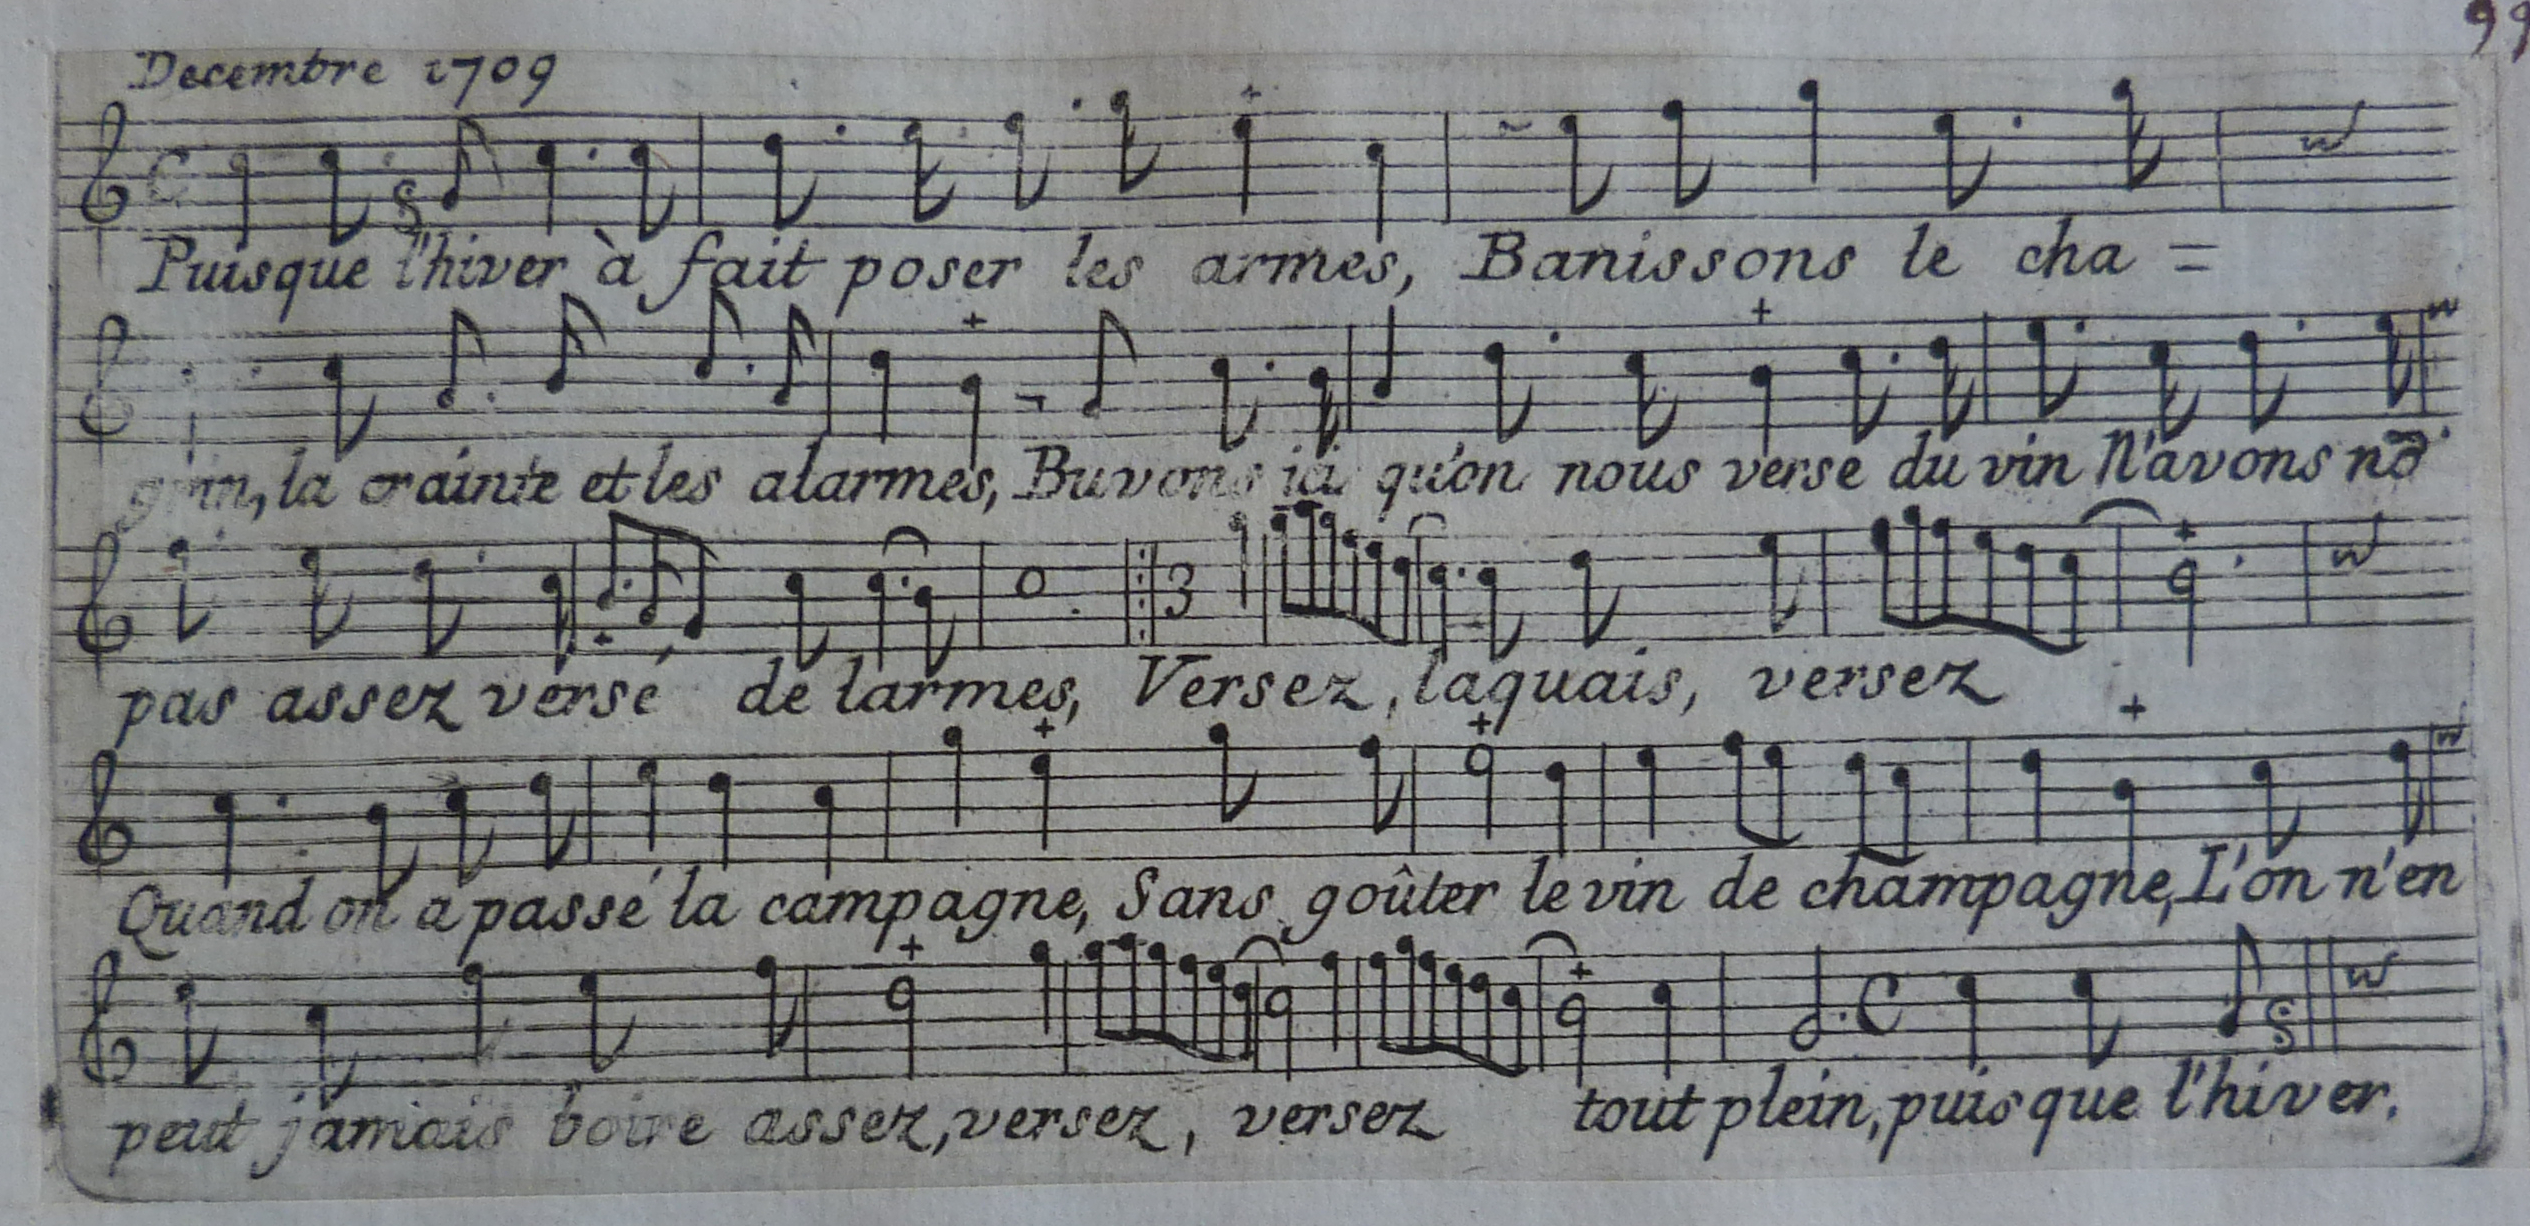 99
Decembre 1709
Puisque l'hiver à fait poser les armes, Banissons le cha =
grin, la crainte et les alarmes, Buvons ici qu'on nous verse du vin N'avons no9
pas assez versé de larmes, Versez, laquais, versez
Quand on a passé la campagne, Sans goûter le vin de champagne, L'on n'en
peut jamais boire assez, versez, versez tout plein, puisque l'hiver.